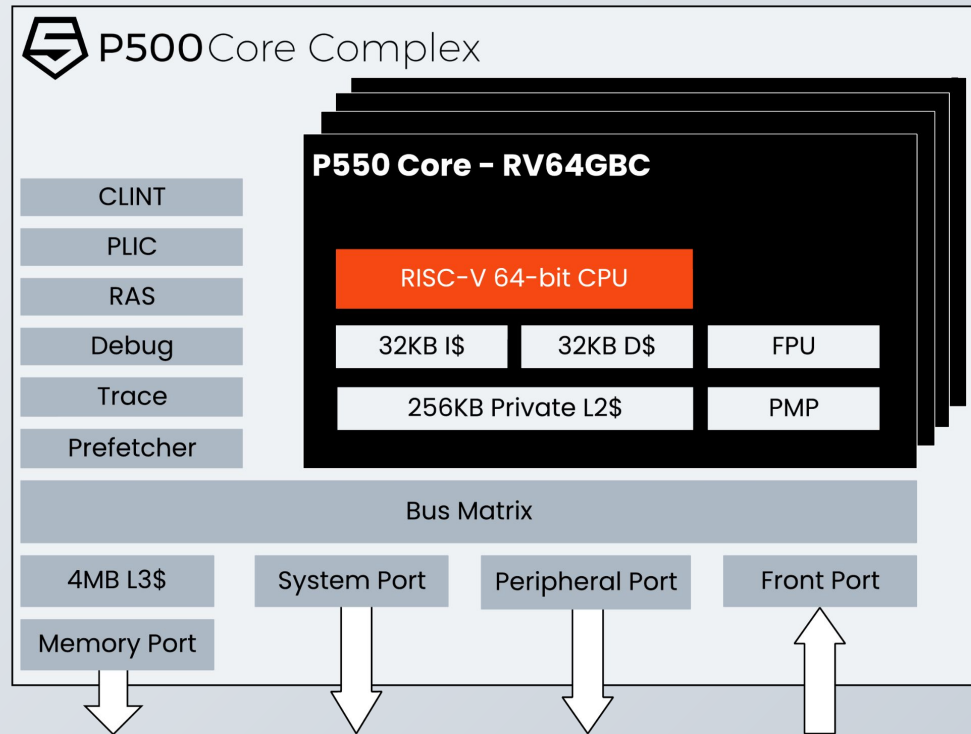 P500 Core Complex
P550 Core - RV64GBC
CLINT
PLIC
RAS
Debug
Trace
Prefetcher
RISC-V 64-bit CPU
32KB I$
32KB D$
FPU
256KB Private L2$
PMP
Bus Matrix
4MB L3$
System Port
Peripheral Port
Front Port
Memory Port